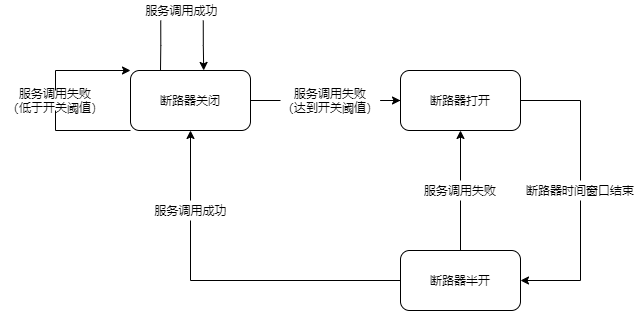 服务调用成功
服务调用失败
(低于开关阈值)
断路器关闭
服务调用失败
(达到开关阈值)
断路器打开
服务调用失败
断路器时间窗口结束
服务调用成功
断路器半开